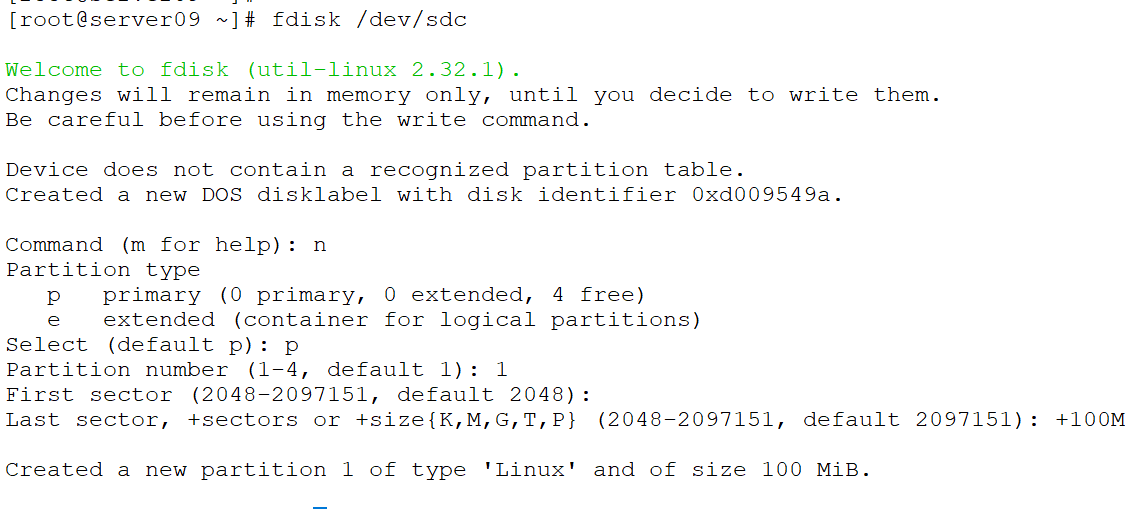 [root@server09 ~]# fdisk /dev/sdc
Welcome to fdisk (util-linux 2.32.1).
Changes will remain in memory only, until you decide to write them.
Be careful before using the write command.
Device does not contain a recognized partition table.
Created a new DOS disklabel with disk identifier 0xd009549a.
Command (m for help): n
Partition type
   p   primary (0 primary, 0 extended, 4 free)
   e   extended (container for logical partitions)
Select (default p): p
Partition number (1-4, default 1): 1
First sector (2048-2097151, default 2048):
Last sector, +sectors or +size{K,M,G,T,P} (2048-2097151, default 2097151): +100M
Created a new partition 1 of type 'Linux' and of size 100 MiB.